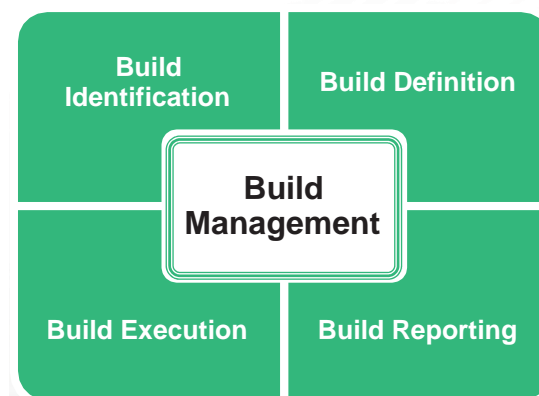 Build
Identification
Build Definition
Build
Management
Build Execution
Build Reporting